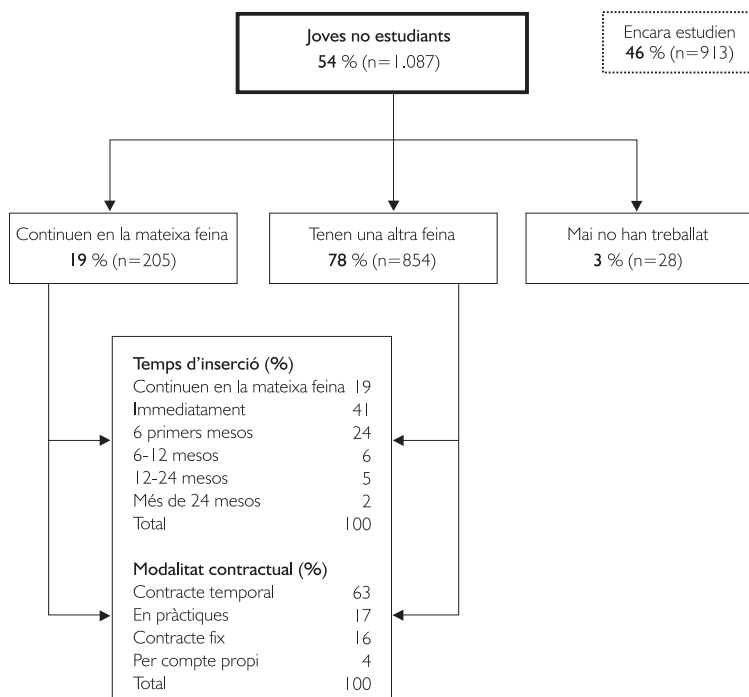 Joves no estudiants
54 % (n=1.087)
Encara estudien
46 % (n=913)
Continuen en la mateixa feina
19 % (n=205)
Tenen una altra feina
78 % (n=854)
Mai no han treballat
3 % (n=28)
Temps d'inserció (%)
Continuen en la mateixa feina 19
Immediatament 41
6 primers mesos 24
6-12 mesos 6
12-24 mesos 5
Més de 24 mesos 2
Total 100
Modalitat contractual (%)
Contracte temporal 63
En pràctiques 17
Contracte fix 16
Per compte propi 4
Total 100